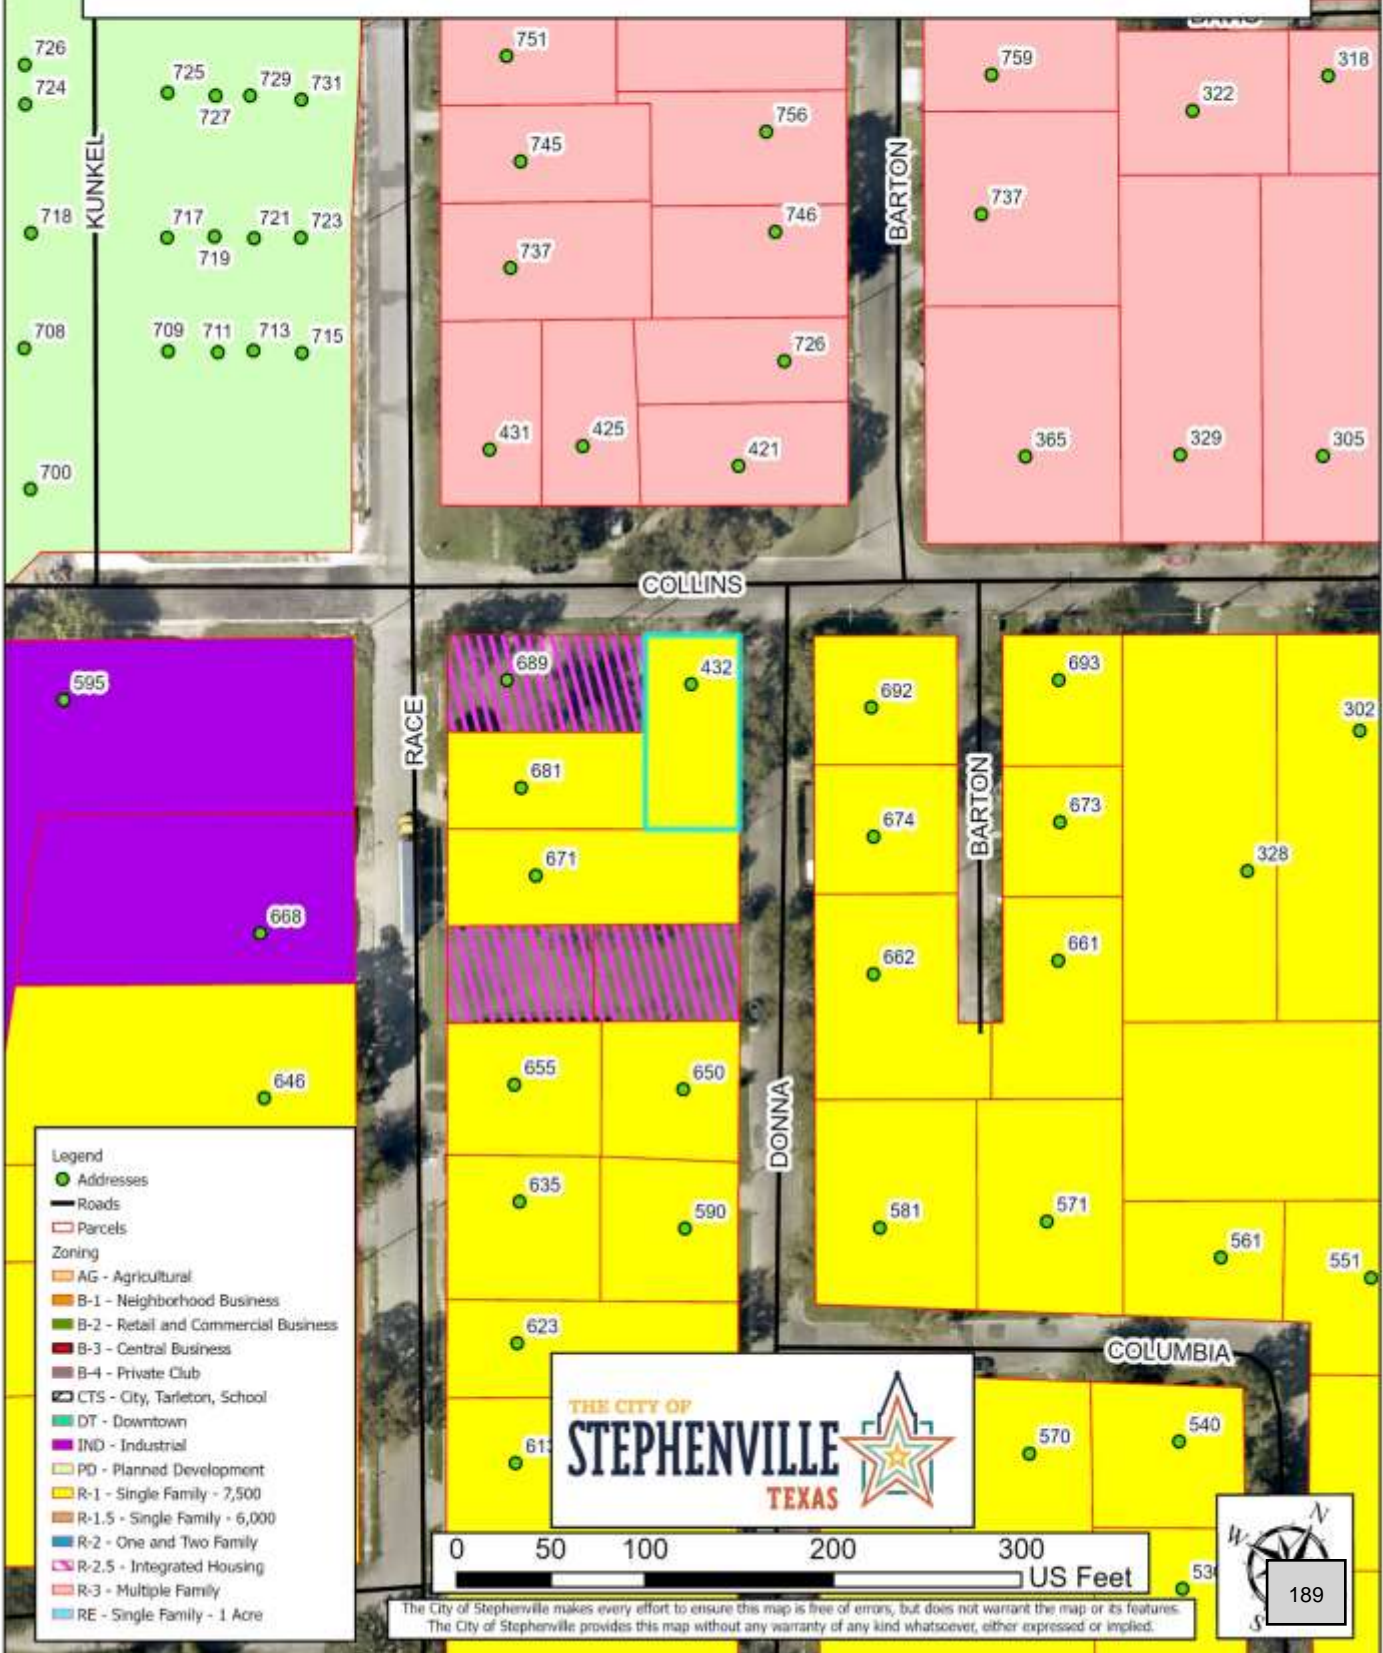 DAVIS
726
724
725
727
729
731
KUNKEL
718
717
719
721
723
708
709
711
713
715
700
751
745
756
737
746
726
431
425
421
BARTON
759
322
318
737
365
329
305
COLLINS
595
668
646
RACE
689
432
681
671
692
693
302
674
BARTON
673
328
662
661
655
650
DONNA
635
590
581
571
561
551
623
COLUMBIA
613
570
540
Legend
Addresses
Roads
Parcels
Zoning
AG - Agricultural
B-1 - Neighborhood Business
B-2 - Retail and Commercial Business
B-3 - Central Business
B-4 - Private Club
CTS - City, Tarleton, School
DT - Downtown
IND - Industrial
PD - Planned Development
R-1 - Single Family - 7,500
R-1.5 - Single Family - 6,000
R-2 - One and Two Family
R-2.5 - Integrated Housing
R-3 - Multiple Family
RE - Single Family - 1 Acre
THE CITY OF
STEPHENVILLE
TEXAS
0 50 100 200 300
US Feet
The City of Stephenville makes every effort to ensure this map is free of errors, but does not warrant the map or its features.
The City of Stephenville provides this map without any warranty of any kind whatsoever, either expressed or implied.
N
W
S
189